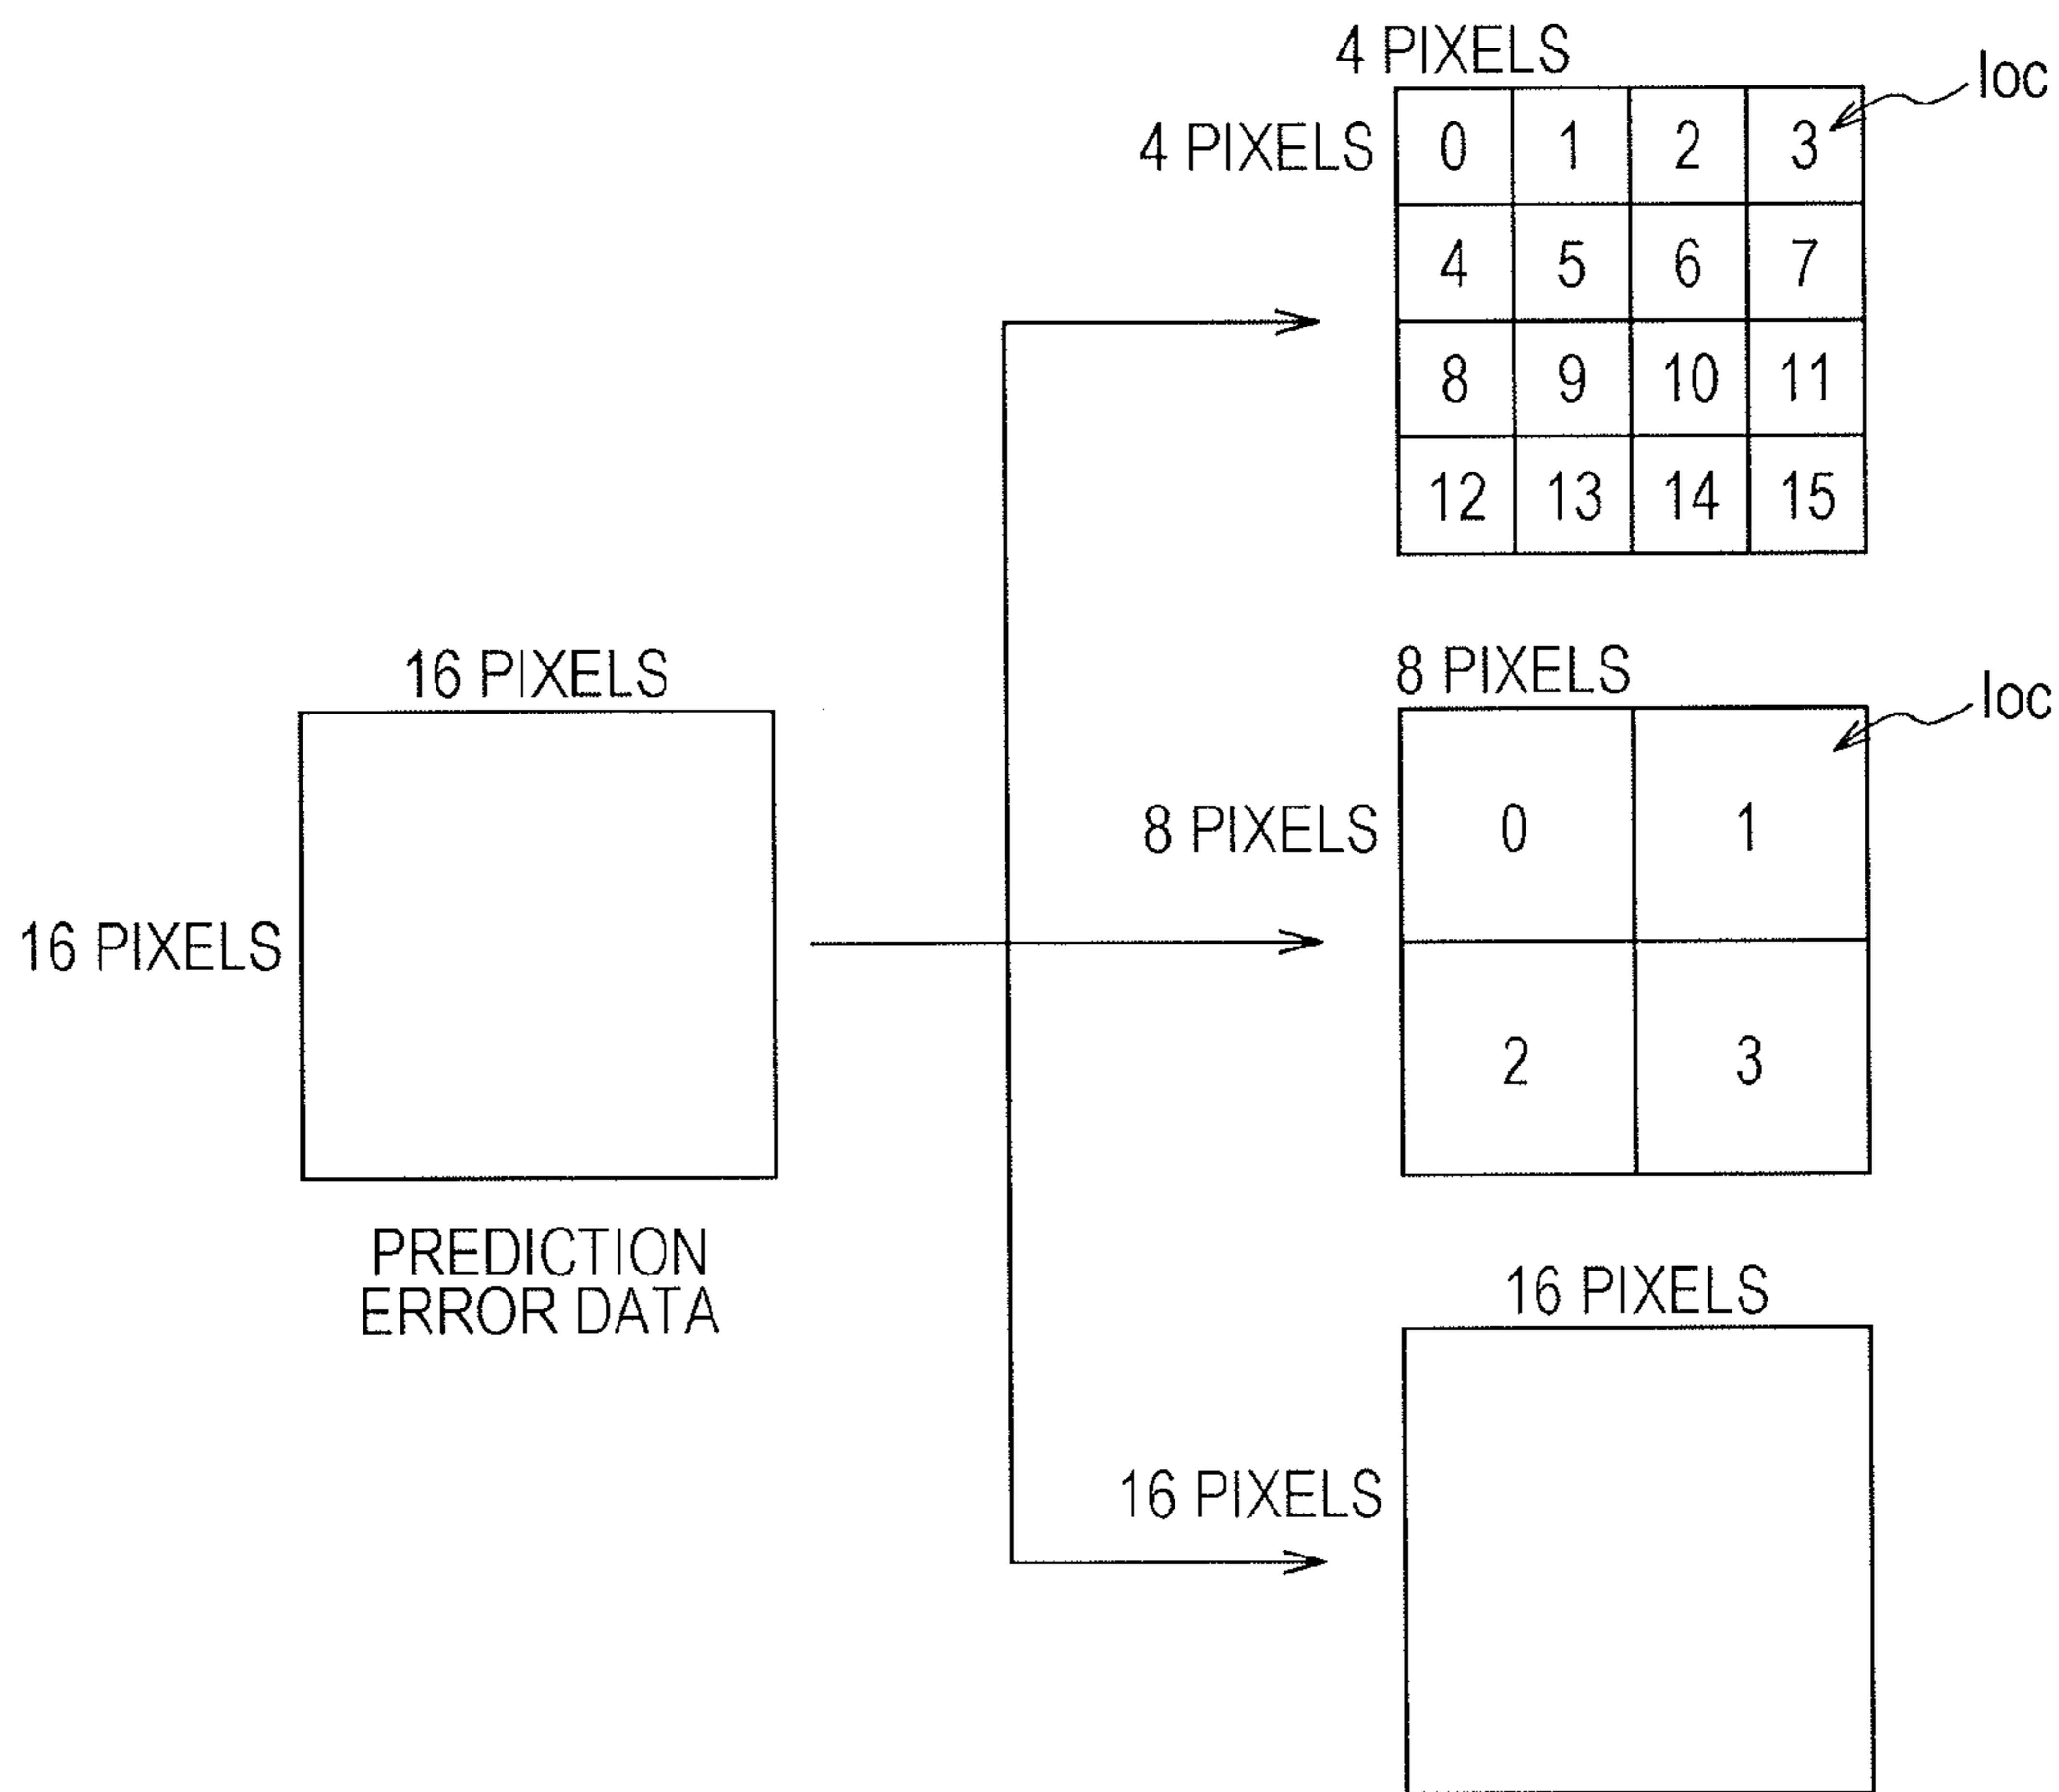 4 PIXELS
loc
4 PIXELS
0 1 2 3
4 5 6 7
8 9 10 11
12 13 14 15
16 PIXELS
16 PIXELS
PREDICTION
ERROR DATA
8 PIXELS
loc
8 PIXELS
0 1
2 3
16 PIXELS
16 PIXELS